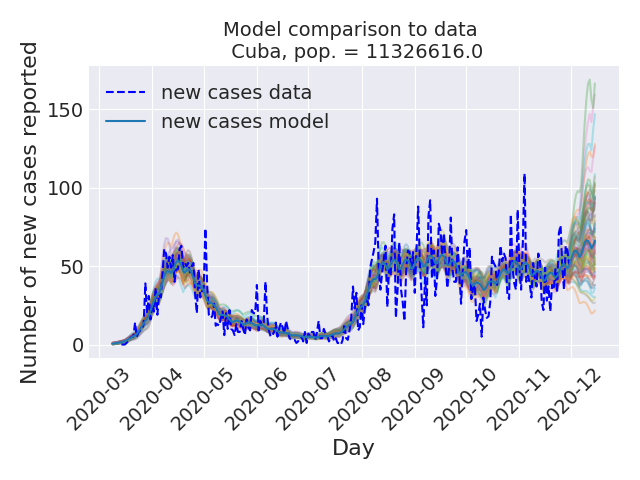 Model comparison to data
Cuba, pop. = 11326616.0
Number of new cases reported
150
100
50
0
new cases data
new cases model
2020-03
2020-04
2020-05
2020-06
2020-07
2020-08
2020-09
2020-10
2020-11
2020-12
Day